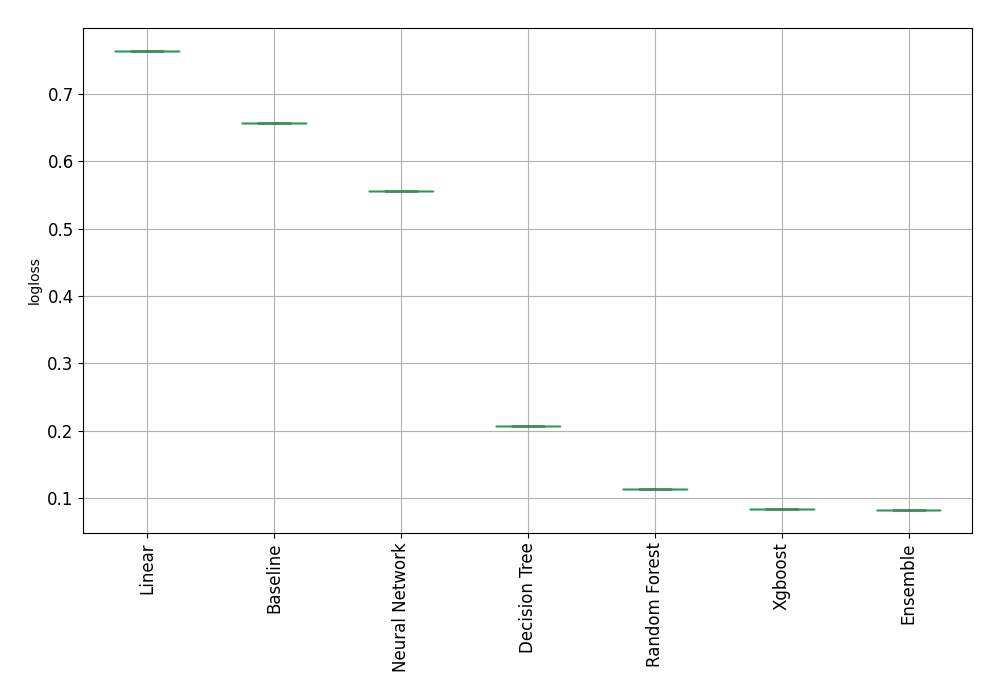 0.7
0.6
0.5
0.4
0.3
0.2
0.1
logloss
Linear
Baseline
Neural Network
Decision Tree
Random Forest
Xgboost
Ensemble